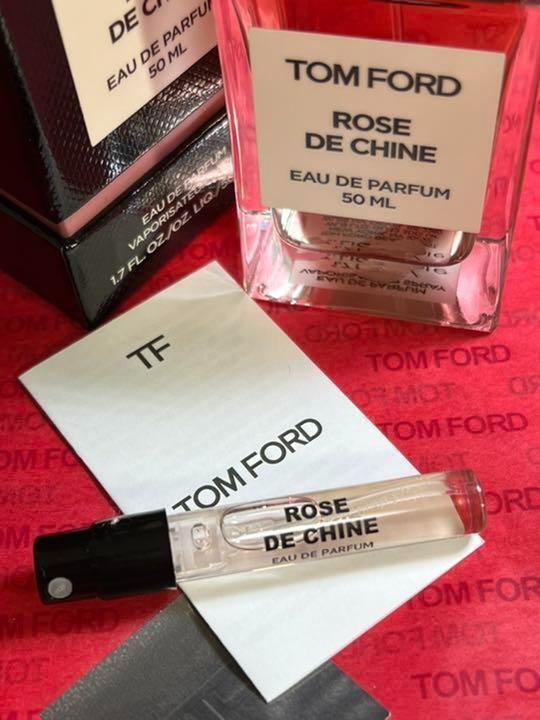 DE CH
EAU DE PARFUM
50 ML
EAU DE PARFUM
VAPORISATEUR
1.7 FL. OZ./OZ. LIQ./
TOM FORD
ROSE
DE CHINE
EAU DE PARFUM
50 ML
TF
TOM FORD
ROSE
DE CHINE
EAU DE PARFUM
TOM FORD
TOM FORD
TOM FORD
TOM FORD
TOM FORD